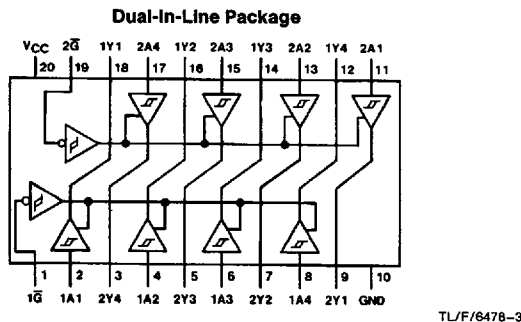 Dual-In-Line Package
VCC 2G̅ 1Y1 2A4 1Y2 2A3 1Y3 2A2 1Y4 2A1
20 19 18 17 16 15 14 13 12 11
1 2 3 4 5 6 7 8 9 10
1G̅ 1A1 2Y4 1A2 2Y3 1A3 2Y2 1A4 2Y1 GND
TL/F/6478-3